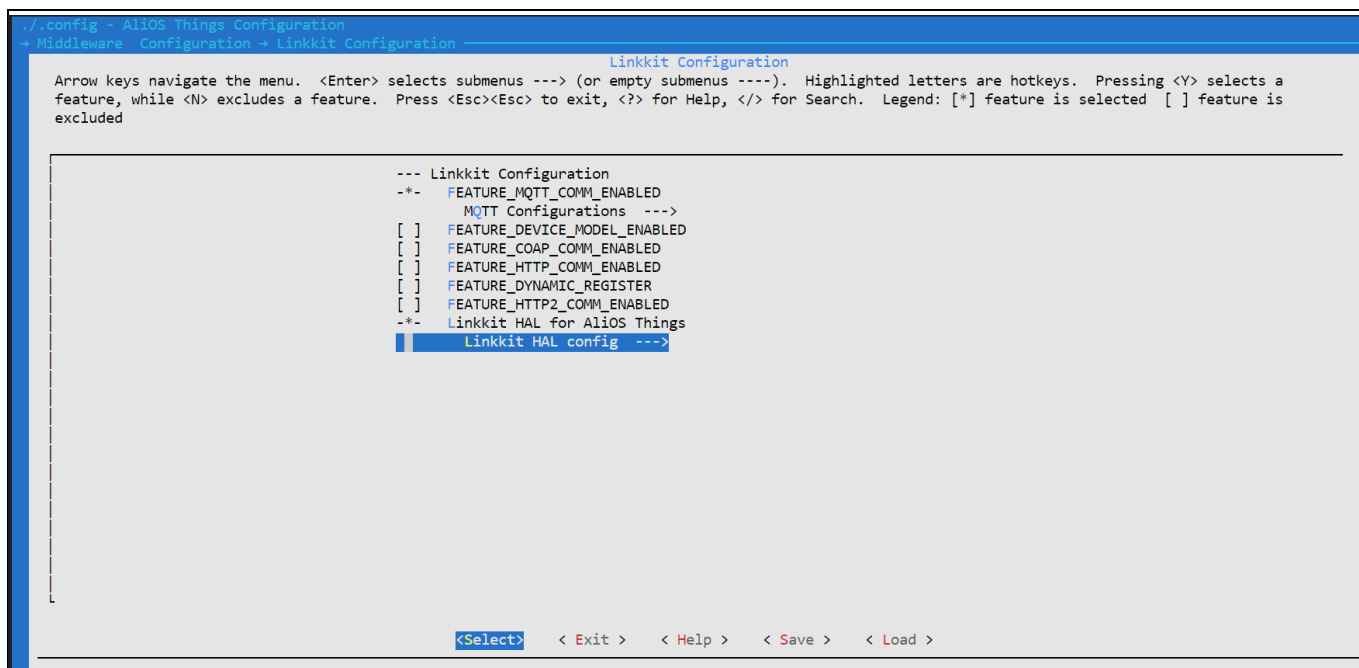 ./.config - AliOS Things Configuration
→ Middleware  Configuration → Linkkit Configuration
Linkkit Configuration
Arrow keys navigate the menu.  <Enter> selects submenus ---> (or empty submenus ----).  Highlighted letters are hotkeys.  Pressing <Y> selects a
feature, while <N> excludes a feature.  Press <Esc><Esc> to exit, <?> for Help, </> for Search.  Legend: [*] feature is selected  [ ] feature is
excluded
--- Linkkit Configuration
-*-   FEATURE_MQTT_COMM_ENABLED
MQTT Configurations  --->
[ ]   FEATURE_DEVICE_MODEL_ENABLED
[ ]   FEATURE_COAP_COMM_ENABLED
[ ]   FEATURE_HTTP_COMM_ENABLED
[ ]   FEATURE_DYNAMIC_REGISTER
[ ]   FEATURE_HTTP2_COMM_ENABLED
-*-   Linkkit HAL for AliOS Things
Linkkit HAL config  --->
<Select>    < Exit >    < Help >    < Save >    < Load >